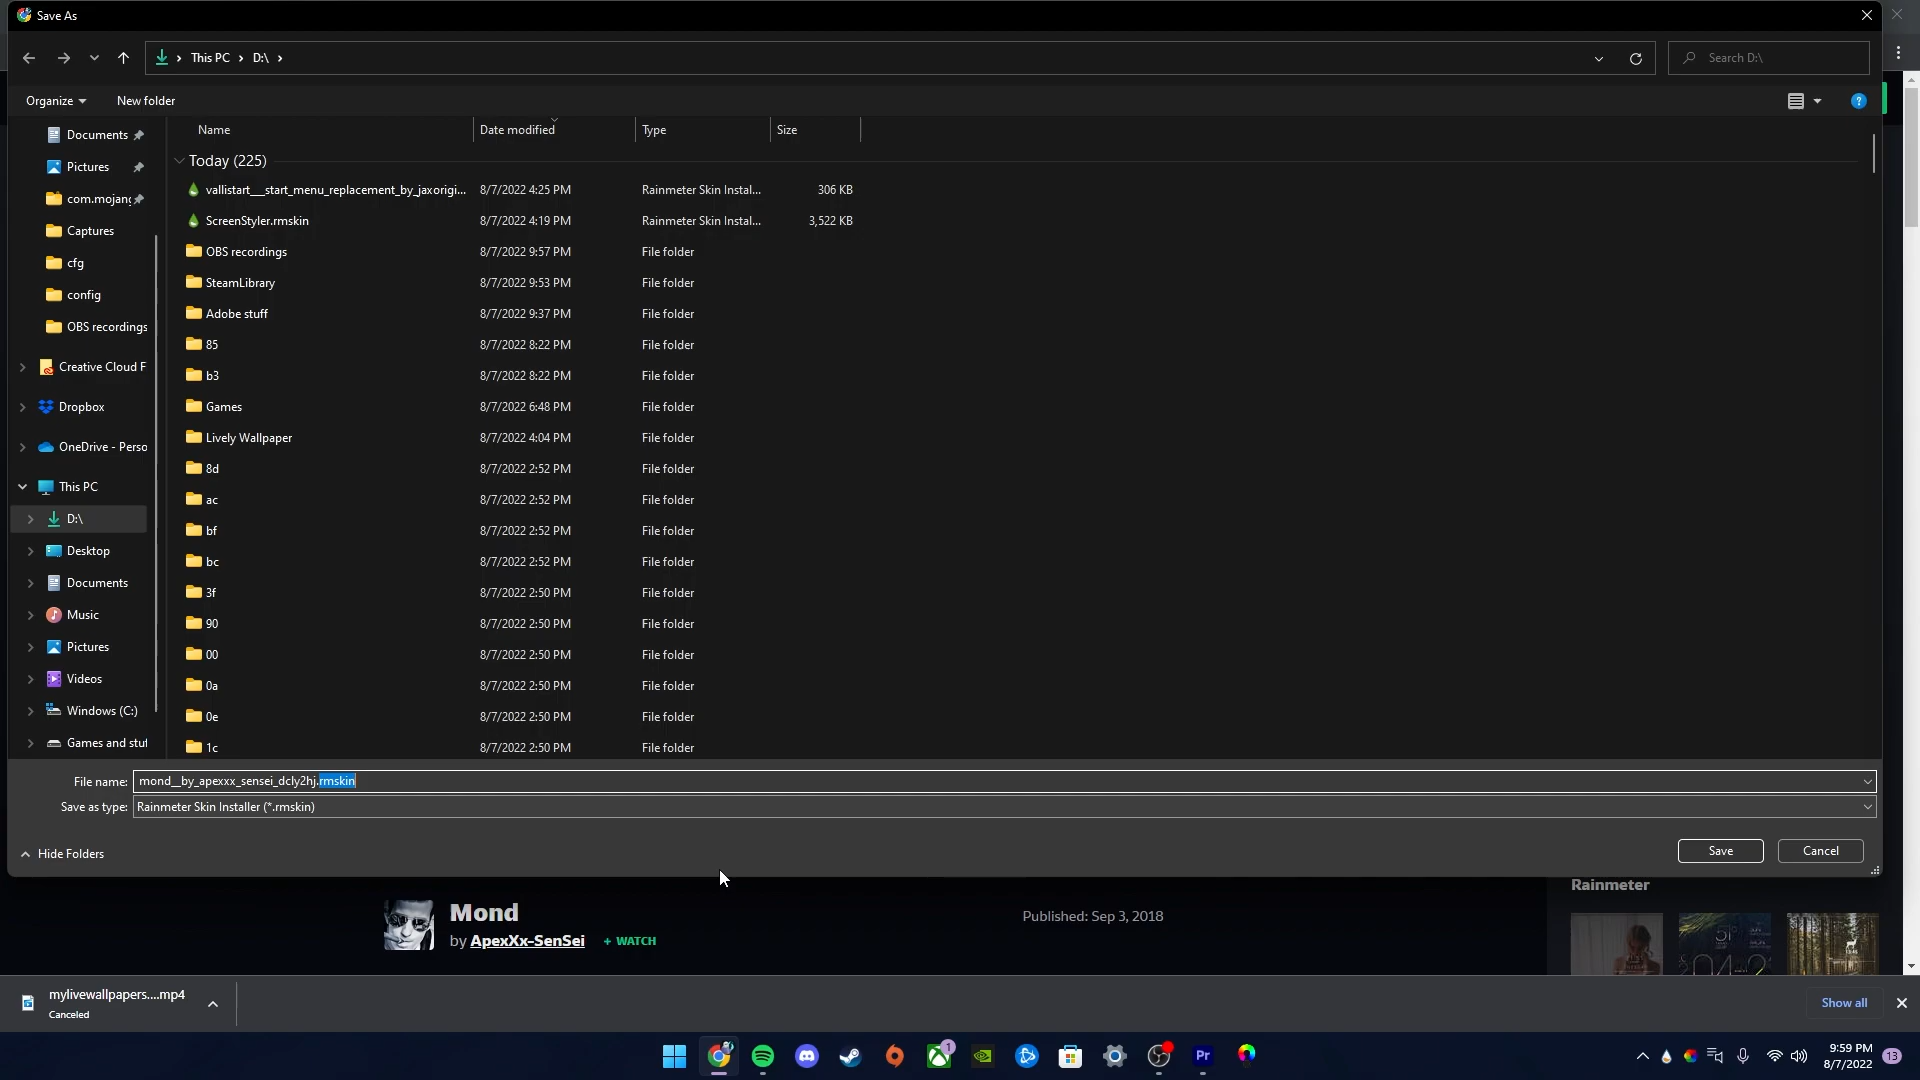 Save As
This PC
D:\
Search D:\
Organize
New folder
Name
Date modified
Type
Size
Documents
Pictures
com.mojang
Captures
cfg
config
OBS recordings
Creative Cloud F
Dropbox
OneDrive - Perso
This PC
D:\
Desktop
Documents
Music
Pictures
Videos
Windows (C:)
Games and stuf
Today (225)
vallistart__start_menu_replacement_by_jaxorigi... 8/7/2022 4:25 PM Rainmeter Skin Instal... 306 KB
ScreenStyler.rmskin 8/7/2022 4:19 PM Rainmeter Skin Instal... 3,522 KB
OBS recordings 8/7/2022 9:57 PM File folder
SteamLibrary 8/7/2022 9:53 PM File folder
Adobe stuff 8/7/2022 9:37 PM File folder
85 8/7/2022 8:22 PM File folder
b3 8/7/2022 8:22 PM File folder
Games 8/7/2022 6:48 PM File folder
Lively Wallpaper 8/7/2022 4:04 PM File folder
8d 8/7/2022 2:52 PM File folder
ac 8/7/2022 2:52 PM File folder
bf 8/7/2022 2:52 PM File folder
bc 8/7/2022 2:52 PM File folder
3f 8/7/2022 2:50 PM File folder
90 8/7/2022 2:50 PM File folder
00 8/7/2022 2:50 PM File folder
0a 8/7/2022 2:50 PM File folder
0e 8/7/2022 2:50 PM File folder
1c 8/7/2022 2:50 PM File folder
File name: mond__by_apexxx_sensei_dcly2hj.rmskin
Save as type: Rainmeter Skin Installer (*.rmskin)
Hide Folders
Save
Cancel
Mond
by ApexXx-SenSei + WATCH
Published: Sep 3, 2018
Rainmeter
mylivewallpapers....mp4
Canceled
Show all
1
Pr
9:59 PM
8/7/2022
13